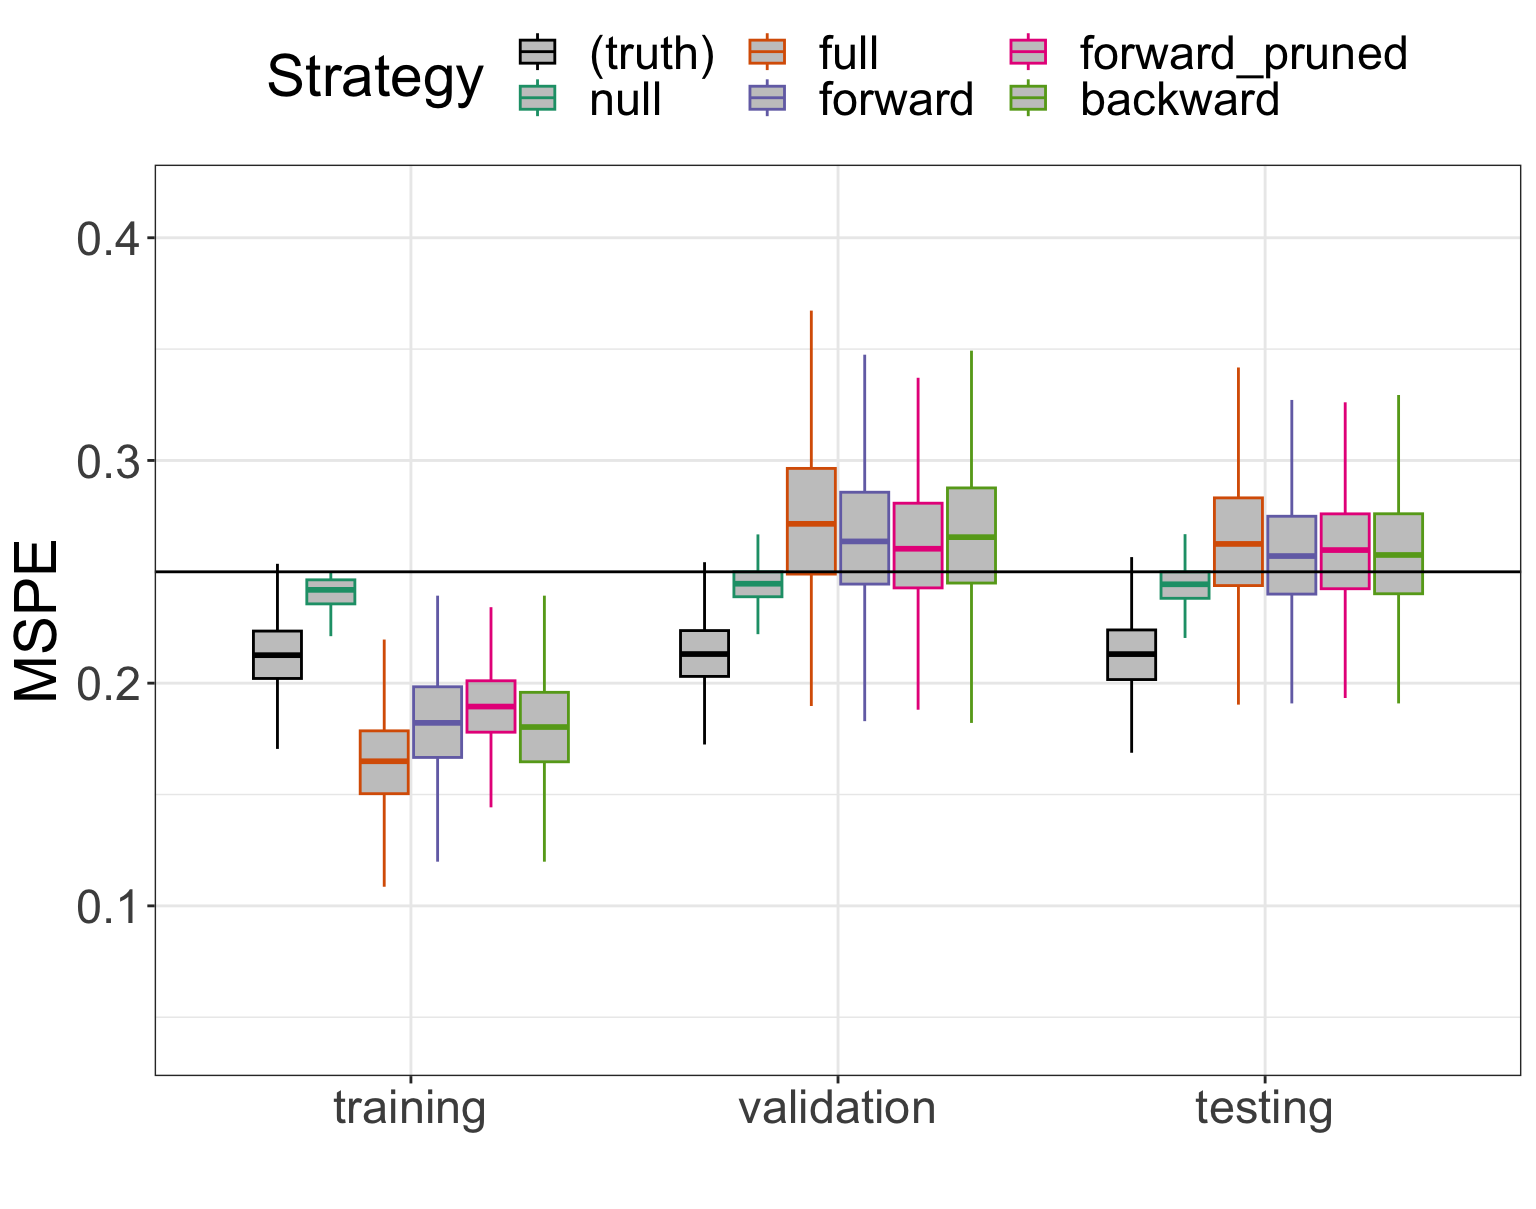 Strategy
(truth) full forward_pruned
null forward backward
MSPE
0.4
0.3
0.2
0.1
training validation testing